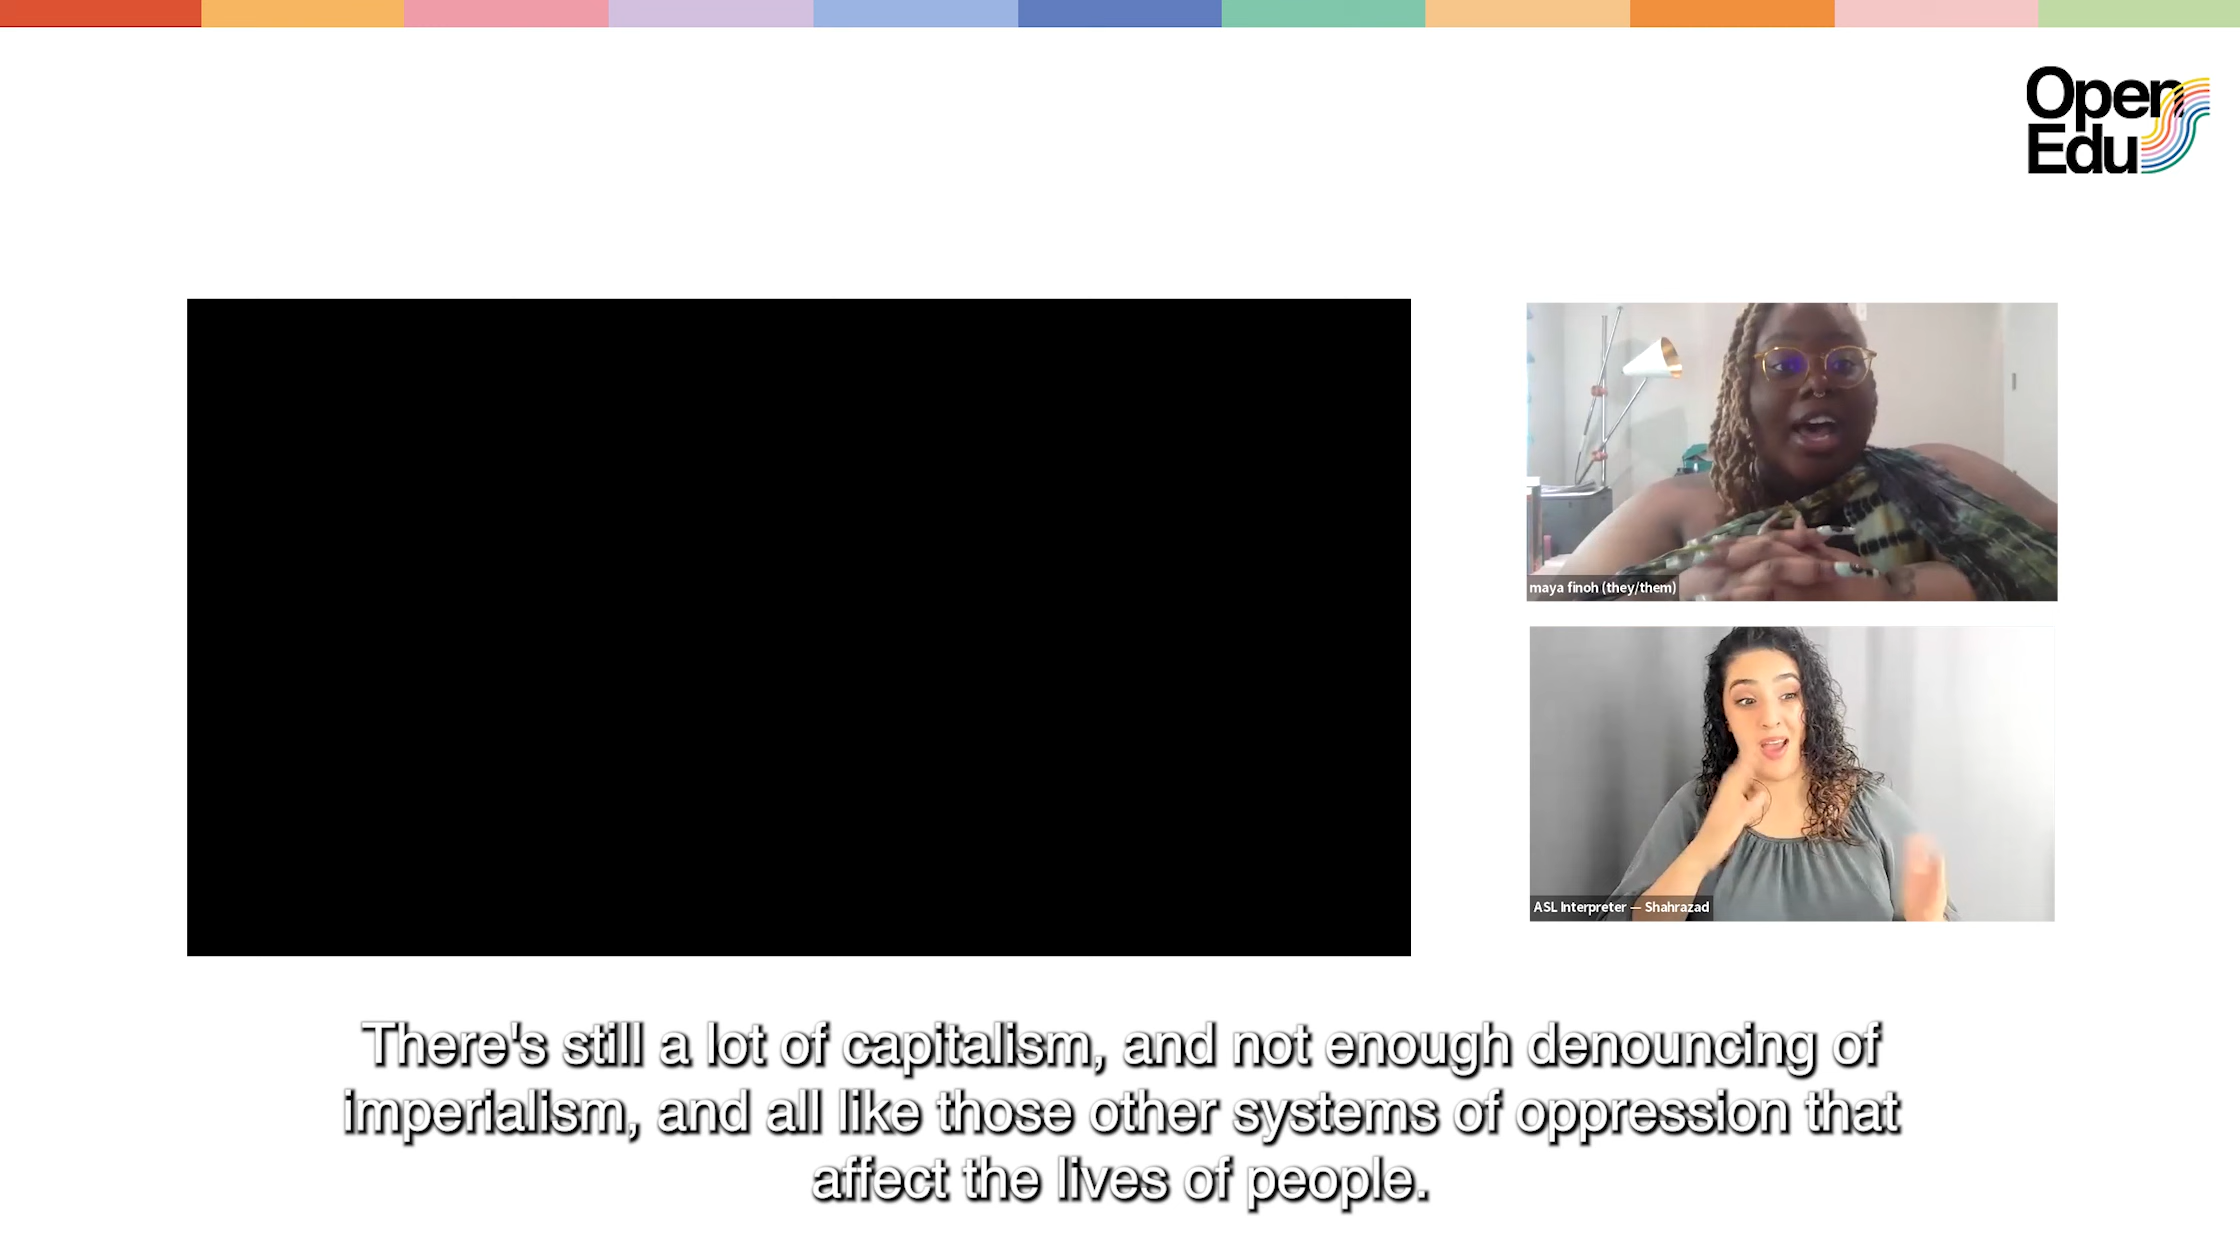 Open
Edu
maya finoh (they/them)
ASL Interpreter — Shahrazad
There's still a lot of capitalism, and not enough denouncing of
imperialism, and all like those other systems of oppression that
affect the lives of people.